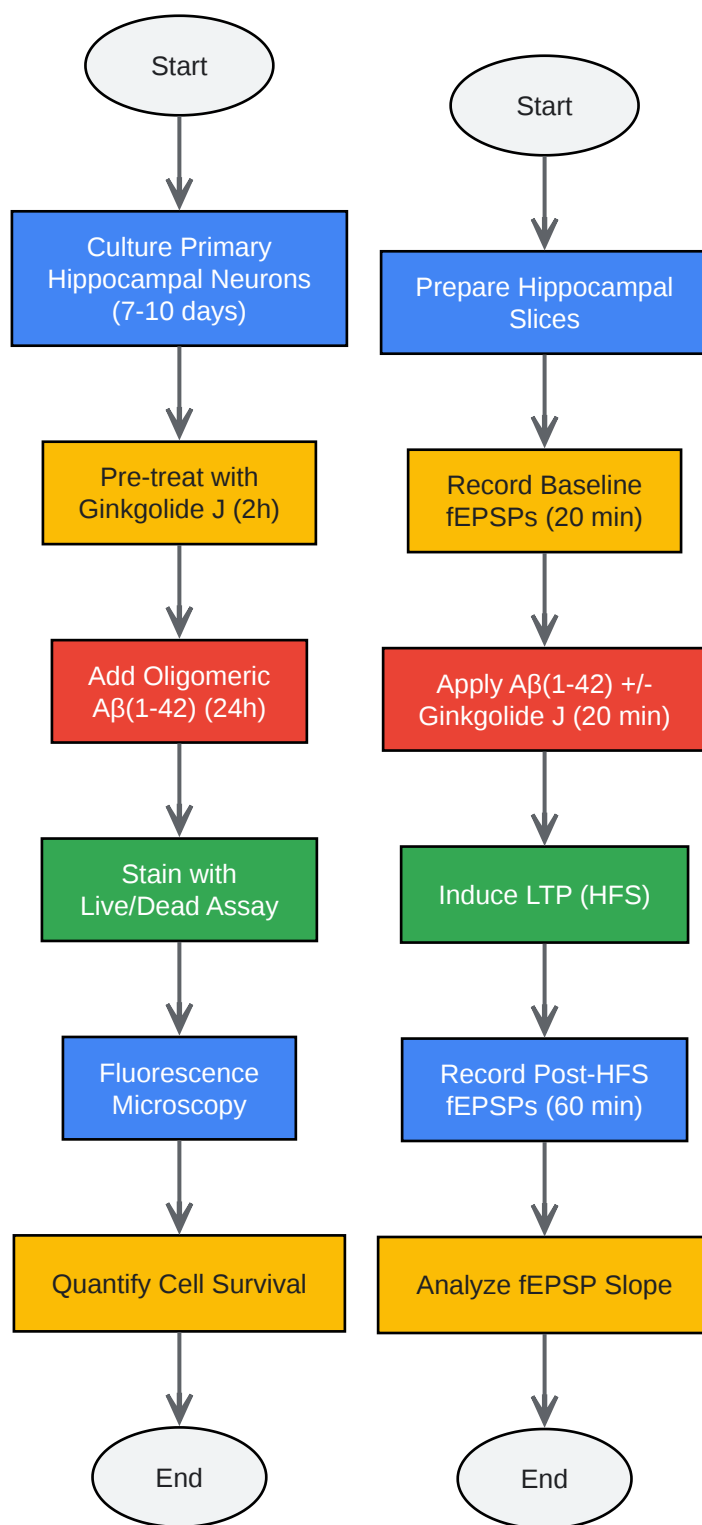 Start
Culture Primary
Hippocampal Neurons
(7-10 days)
Pre-treat with
Ginkgolide J (2h)
Add Oligomeric
Aβ(1-42) (24h)
Stain with
Live/Dead Assay
Fluorescence
Microscopy
Quantify Cell Survival
End
Start
Prepare Hippocampal
Slices
Record Baseline
fEPSPs (20 min)
Apply Aβ(1-42) +/-
Ginkgolide J (20 min)
Induce LTP (HFS)
Record Post-HFS
fEPSPs (60 min)
Analyze fEPSP Slope
End